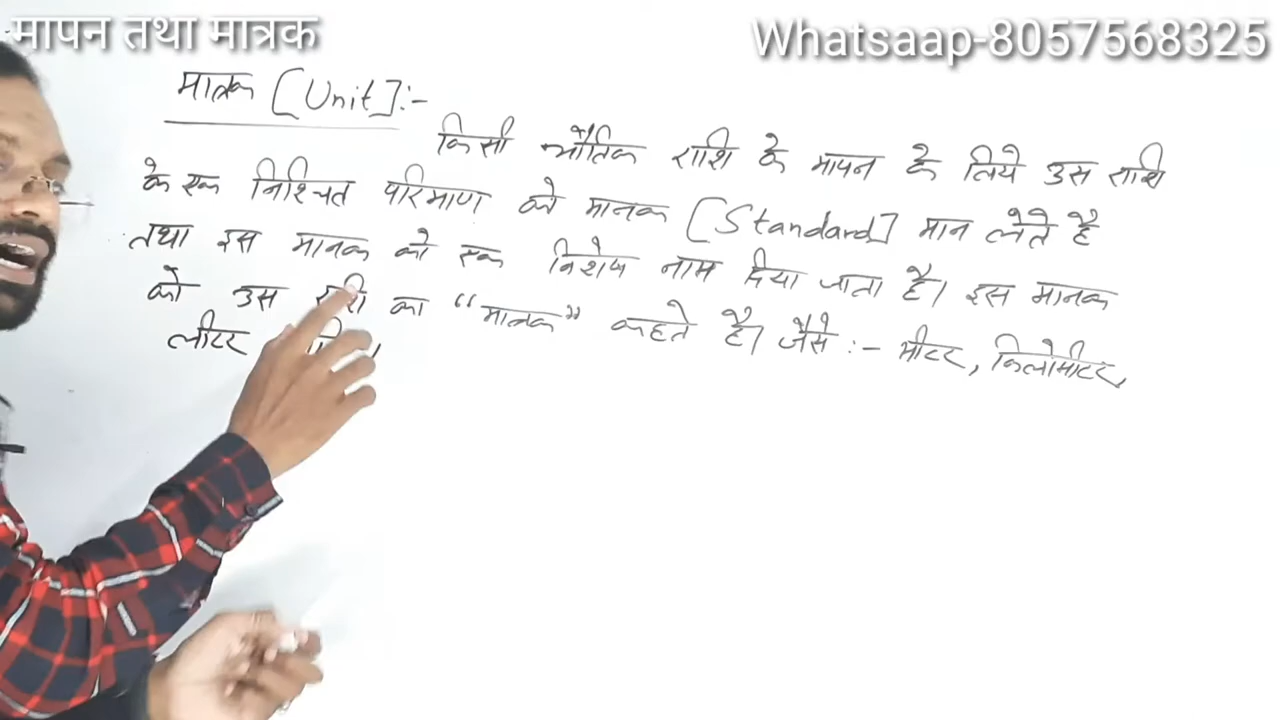 मापन तथा मात्रक
Whatsaap-8057568325
मात्रक [Unit]:-
किसी भौतिक राशि के मापन के लिये उस राशि
के एक निश्चित परिमाण को मानक [Standard] मान लेते है
तथा इस मानक को एक विशेष नाम दिया जाता है। इस मानक
को उस राशि का “मात्रक” कहते है। जैसे :- मीटर, किलोमीटर,
लीटर